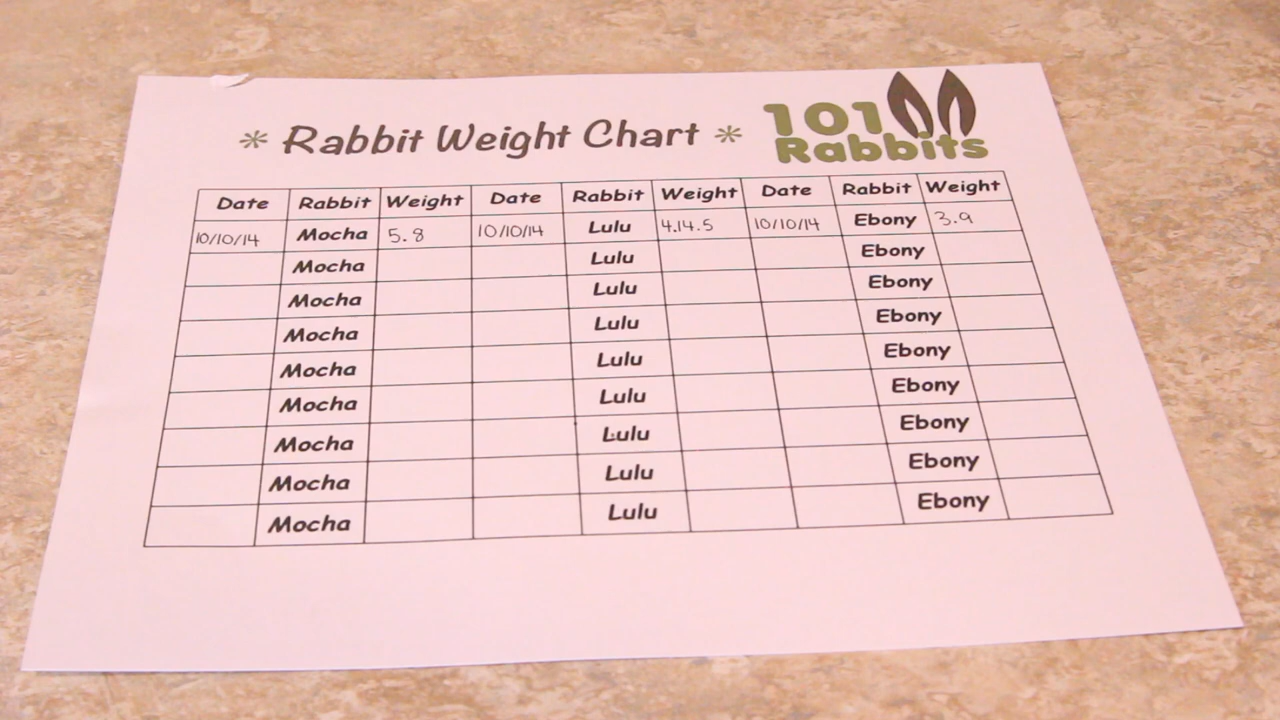 * Rabbit Weight Chart *
101
Rabbits
Date Rabbit Weight Date Rabbit Weight Date Rabbit Weight
10/10/14 Mocha 5.8 10/10/14 Lulu 4.14.5 10/10/14 Ebony 3.9
Mocha Lulu Ebony
Mocha Lulu Ebony
Mocha Lulu Ebony
Mocha Lulu Ebony
Mocha Lulu Ebony
Mocha Lulu Ebony
Mocha Lulu Ebony
Mocha Lulu Ebony